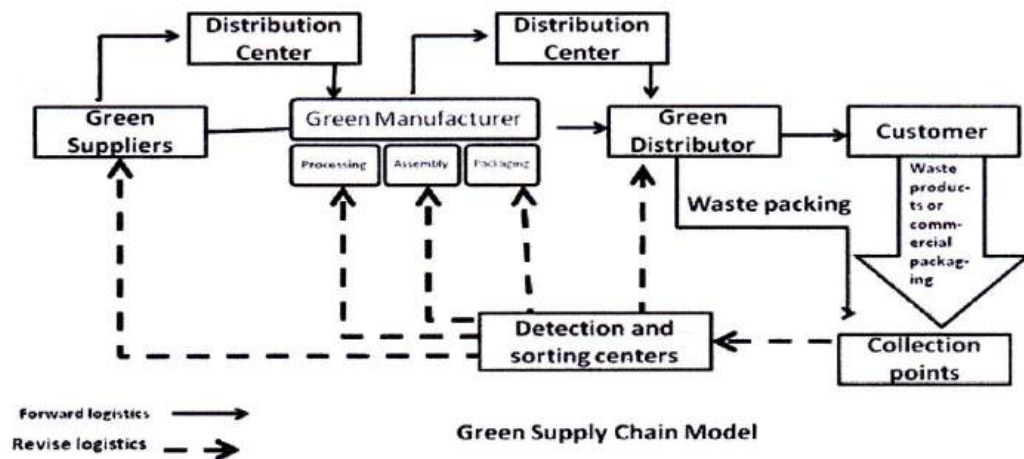 Distribution
Center
Distribution
Center
Green
Suppliers
Green Manufacturer
Processing
Assembly
Packaging
Green
Distributor
Customer
Waste
produc-
ts or
comm-
ercial
packag-
ing
Waste packing
Detection and
sorting centers
Collection
points
Forward logistics
Revise logistics
Green Supply Chain Model